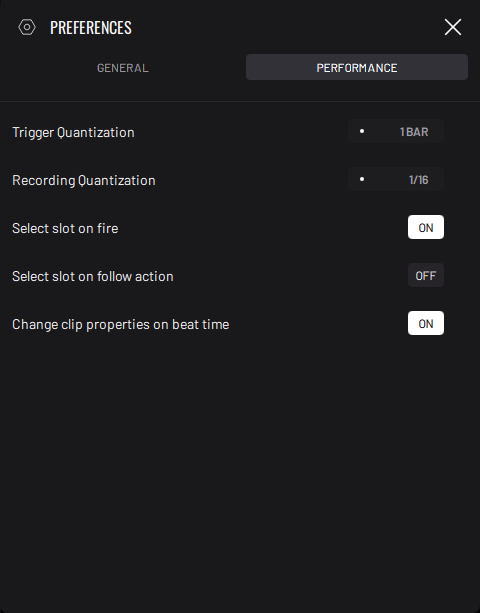 PREFERENCES
GENERAL PERFORMANCE
Trigger Quantization 1 BAR
Recording Quantization 1/16
Select slot on fire ON
Select slot on follow action OFF
Change clip properties on beat time ON